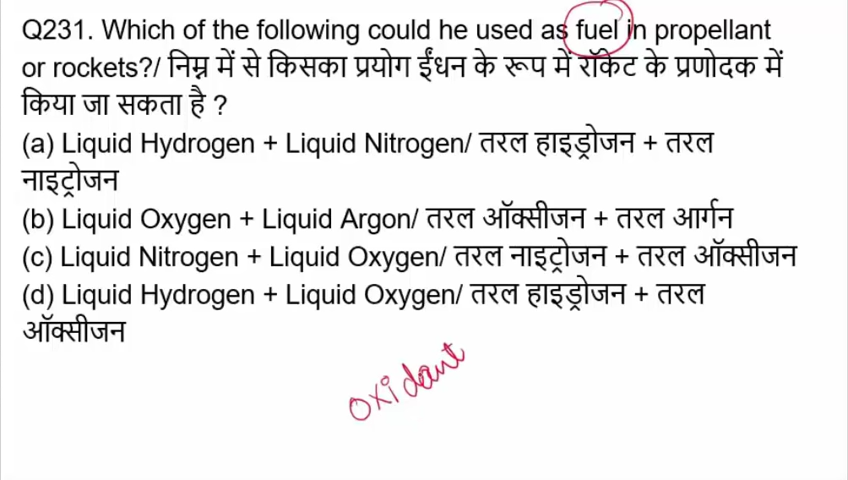 Q231. Which of the following could he used as fuel in propellant
or rockets?/ निम्न में से किसका प्रयोग ईंधन के रूप में रॉकेट के प्रणोदक में
किया जा सकता है ?
(a) Liquid Hydrogen + Liquid Nitrogen/ तरल हाइड्रोजन + तरल
नाइट्रोजन
(b) Liquid Oxygen + Liquid Argon/ तरल ऑक्सीजन + तरल आर्गन
(c) Liquid Nitrogen + Liquid Oxygen/ तरल नाइट्रोजन + तरल ऑक्सीजन
(d) Liquid Hydrogen + Liquid Oxygen/ तरल हाइड्रोजन + तरल
ऑक्सीजन
oxidant